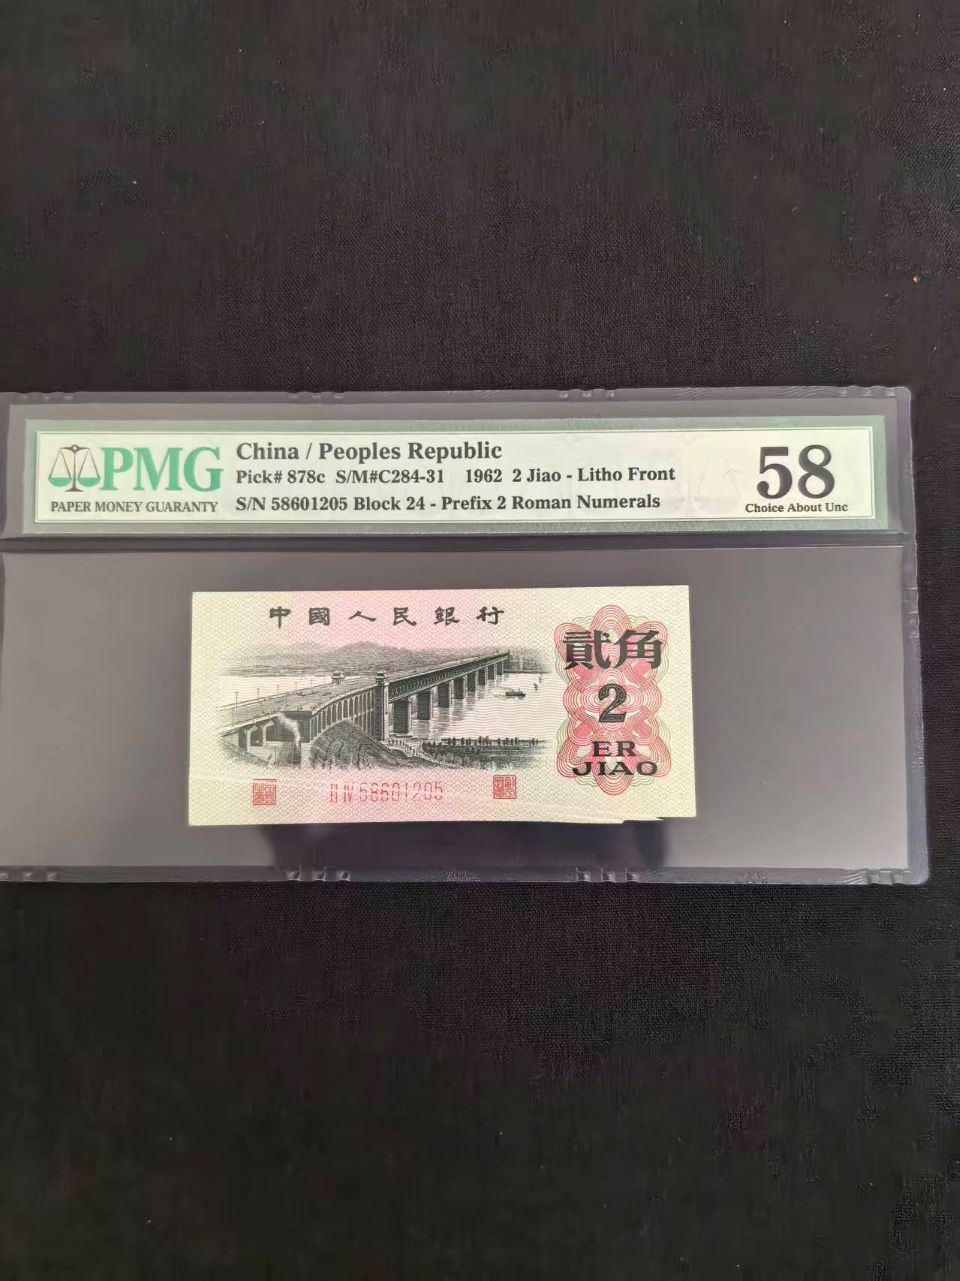 PMG
PAPER MONEY GUARANTY
China / Peoples Republic
Pick# 878c S/M#C284-31 1962 2 Jiao - Litho Front
S/N 58601205 Block 24 - Prefix 2 Roman Numerals
58
Choice About Unc
中國人民銀行
貳角
2
ER
JIAO
II IV 58601205